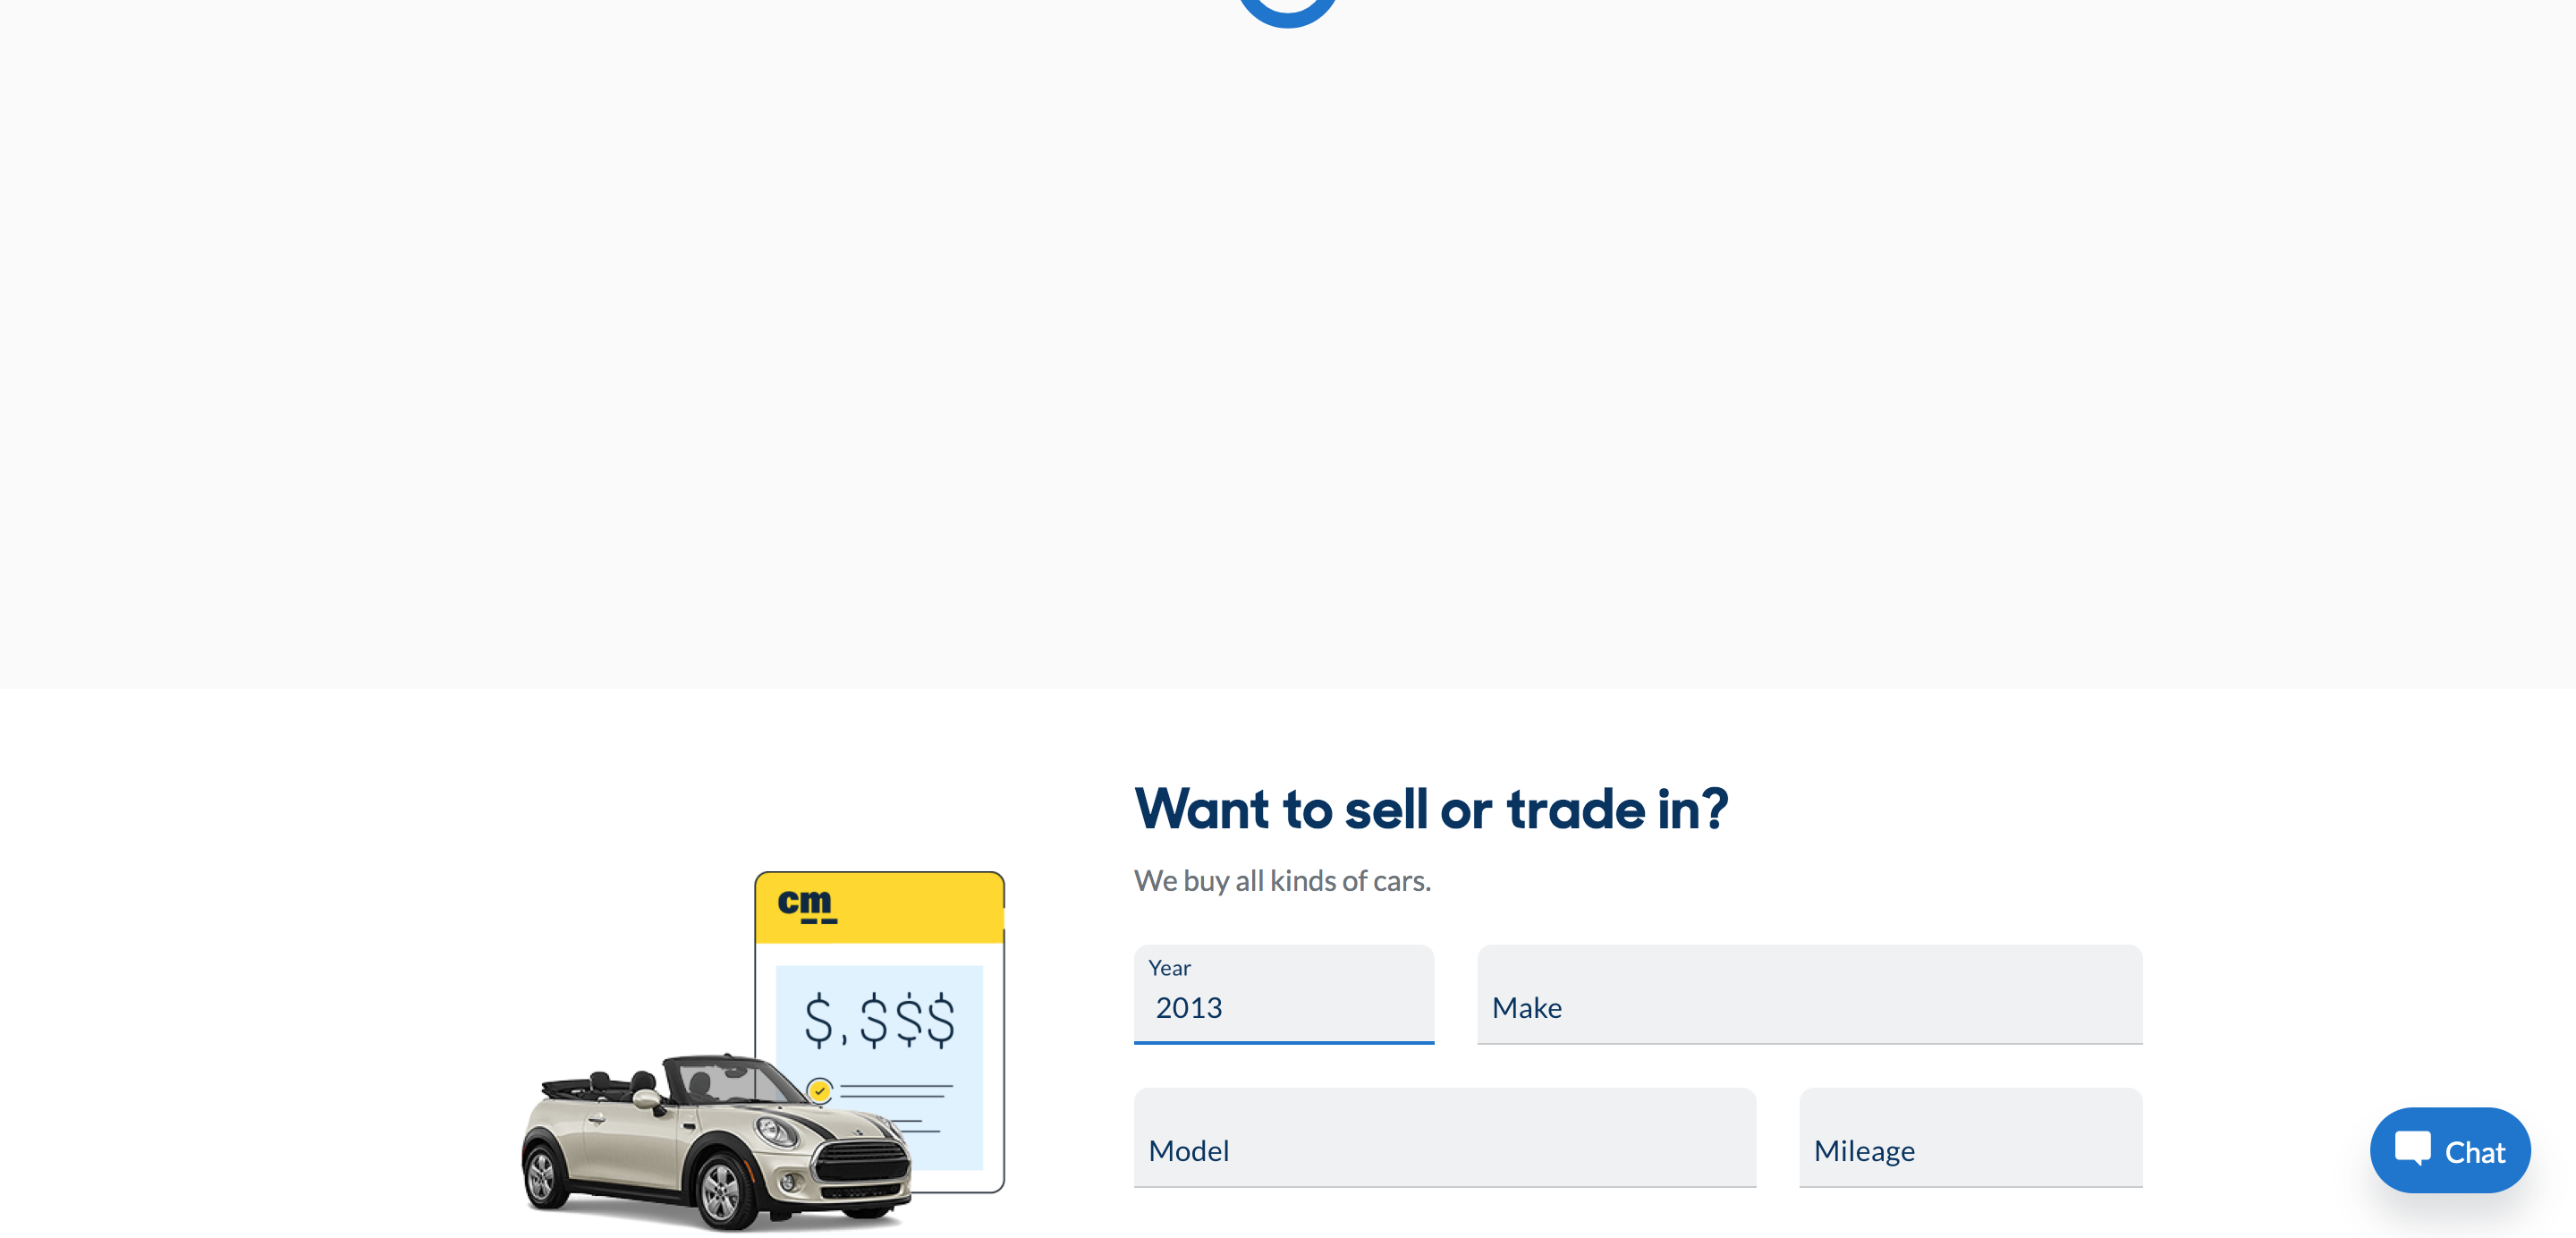 Want to sell or trade in?
We buy all kinds of cars.
cm
Year
2013
Make
$,$$$
Model
Mileage
Chat